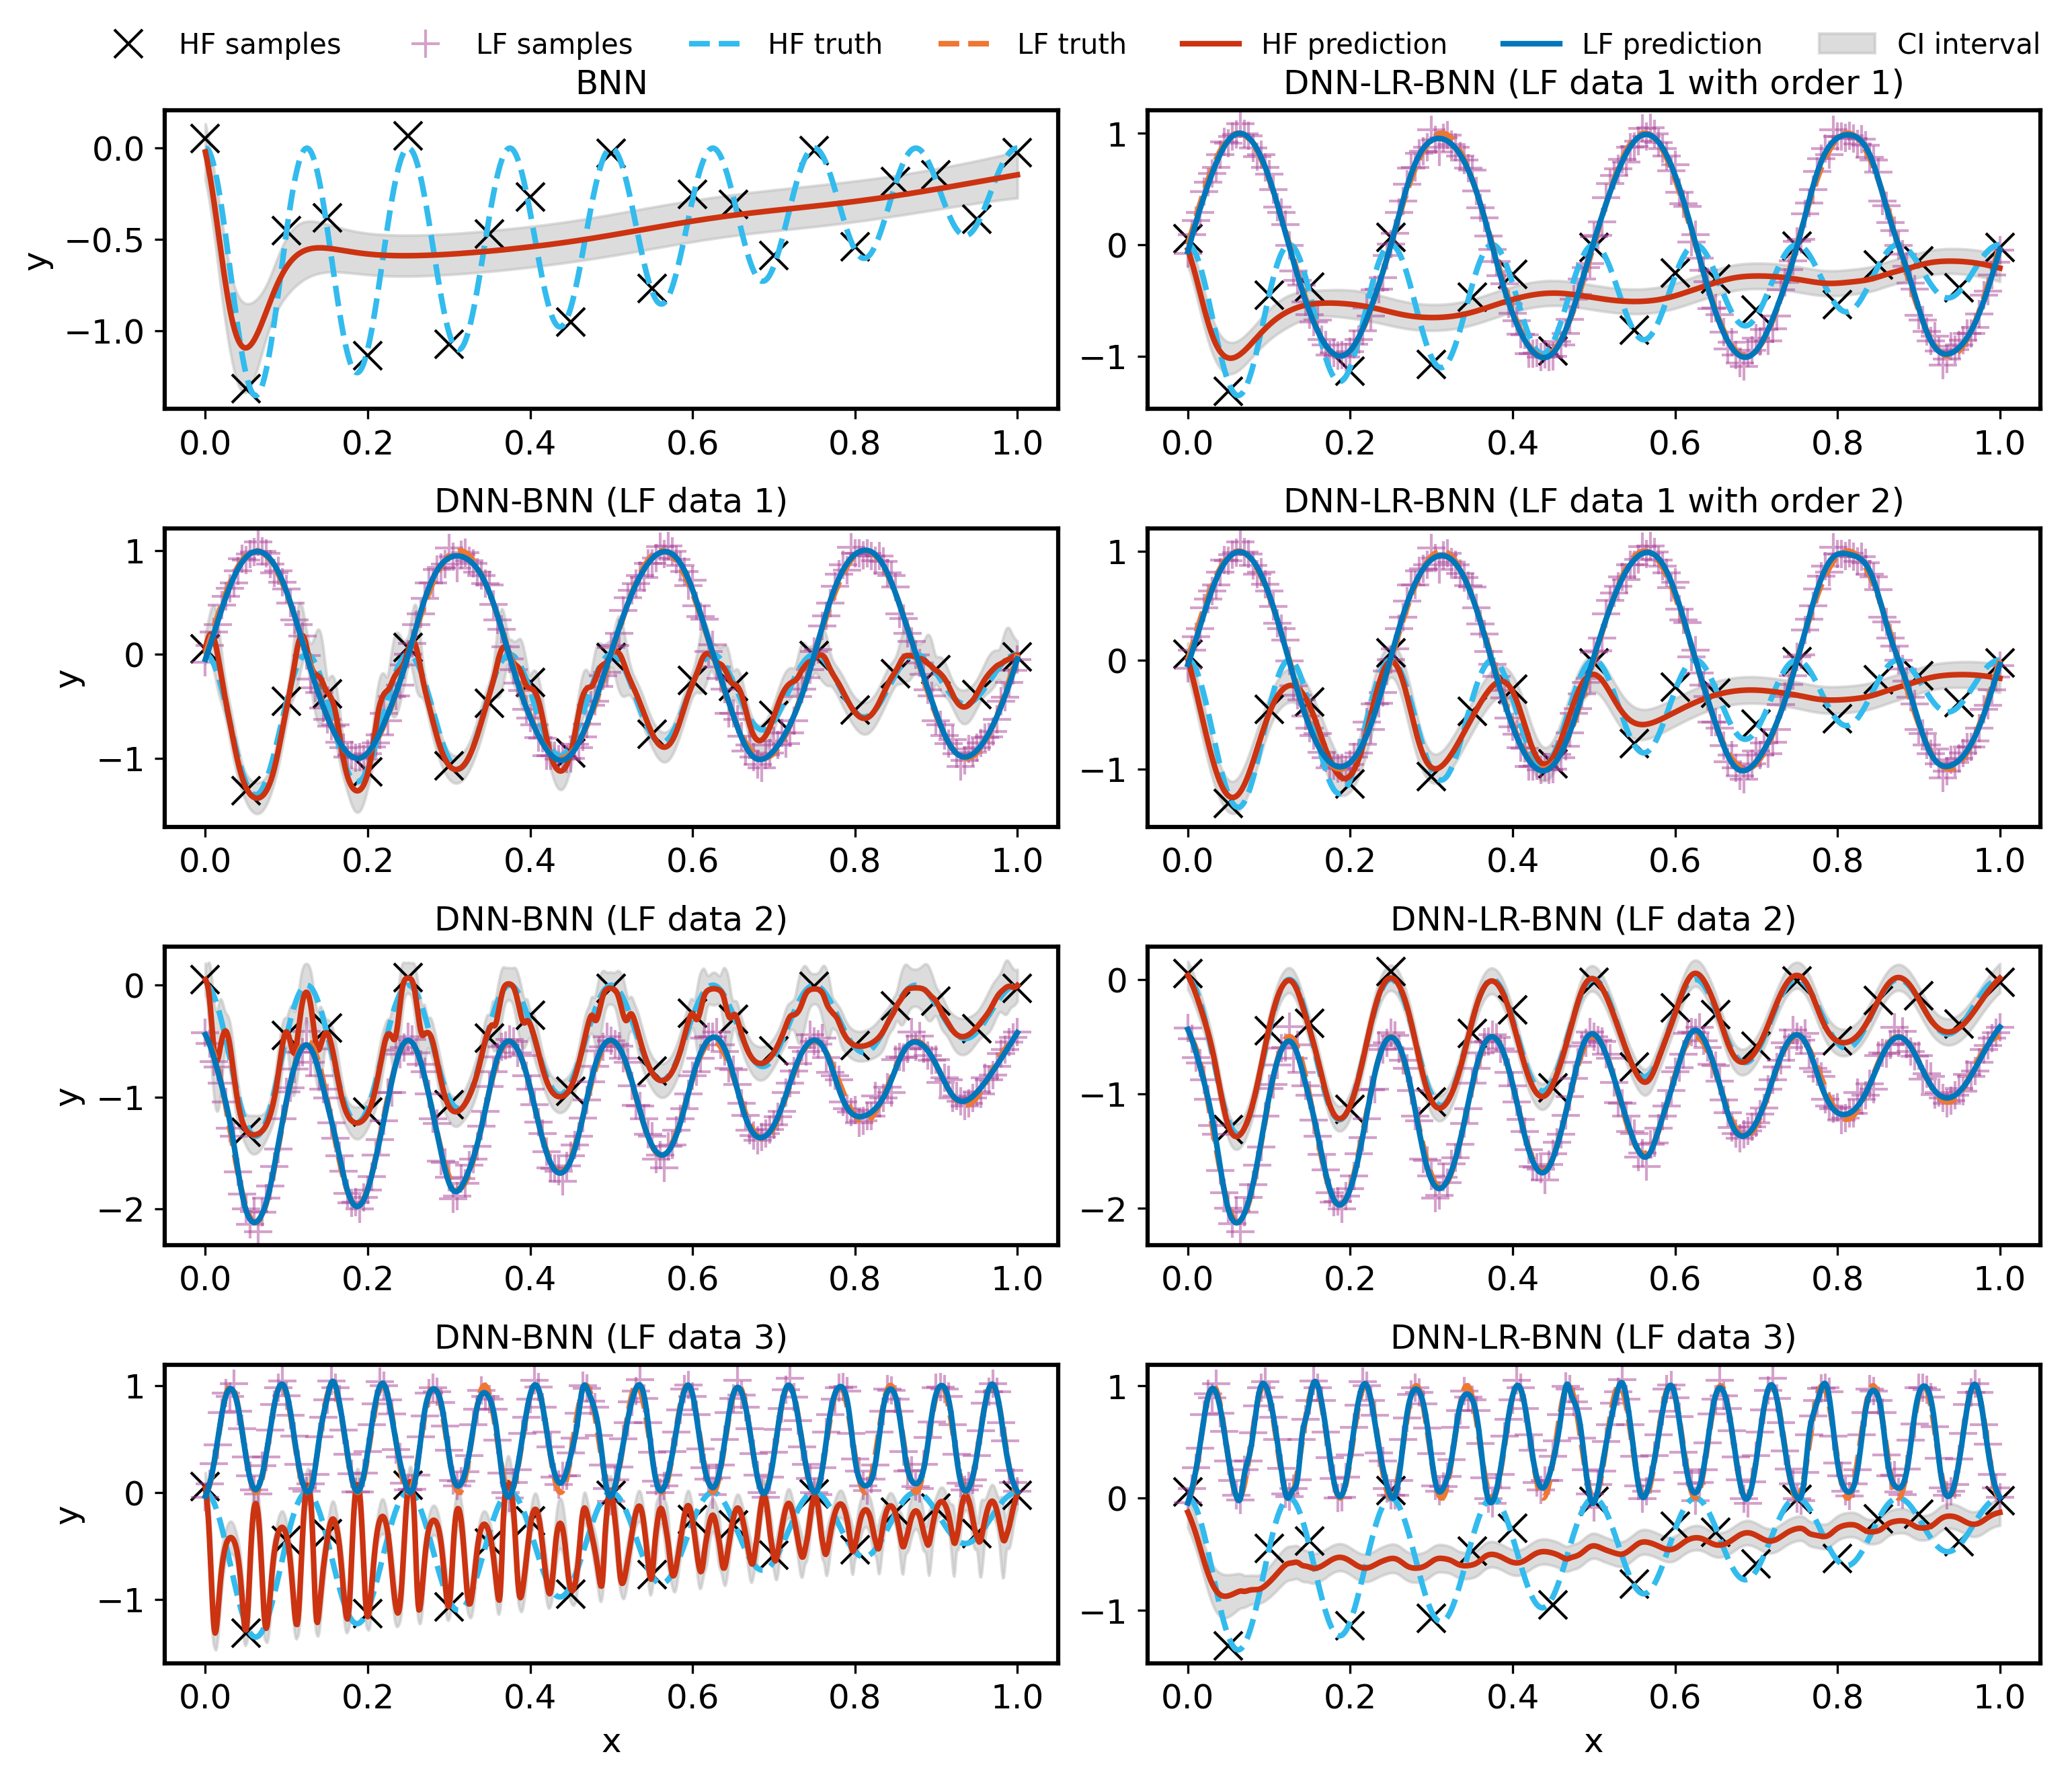 HF samples LF samples HF truth LF truth HF prediction LF prediction CI interval
BNN
y
0.0
−0.5
−1.0
0.0 0.2 0.4 0.6 0.8 1.0
DNN-LR-BNN (LF data 1 with order 1)
1
0
−1
0.0 0.2 0.4 0.6 0.8 1.0
DNN-BNN (LF data 1)
y
1
0
−1
0.0 0.2 0.4 0.6 0.8 1.0
DNN-LR-BNN (LF data 1 with order 2)
1
0
−1
0.0 0.2 0.4 0.6 0.8 1.0
DNN-BNN (LF data 2)
y
0
−1
−2
0.0 0.2 0.4 0.6 0.8 1.0
DNN-LR-BNN (LF data 2)
0
−1
−2
0.0 0.2 0.4 0.6 0.8 1.0
DNN-BNN (LF data 3)
y
1
0
−1
0.0 0.2 0.4 0.6 0.8 1.0
x
DNN-LR-BNN (LF data 3)
1
0
−1
0.0 0.2 0.4 0.6 0.8 1.0
x